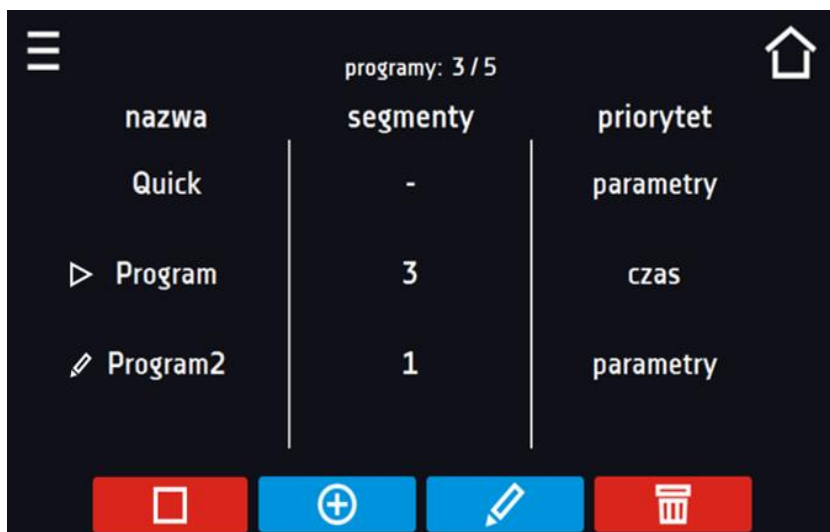 programy: 3 / 5
nazwa segmenty priorytet
Quick - parametry
Program 3 czas
Program2 1 parametry